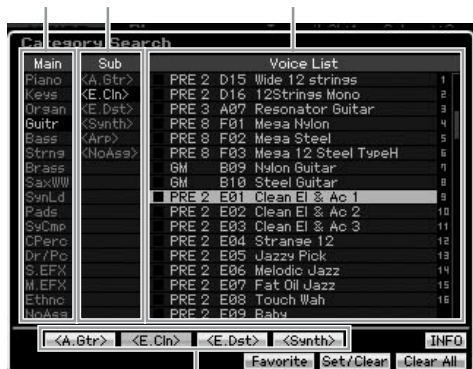 Category Search
Main Sub Voice List
Piano <A.Gtr> PRE 2 D15 Wide 12 strings 1
Keys <E.Cln> PRE 2 D16 12Strings Mono 2
Organ <E.Dst> PRE 3 A07 Resonator Guitar 3
Guitr <Synth> PRE 8 F01 Mega Nylon 4
Bass <Arp> PRE 8 F02 Mega Steel 5
Strng <NoAsg> PRE 8 F03 Mega 12 Steel TypeH 6
Brass GM B09 Nylon Guitar 7
SaxWW GM B10 Steel Guitar 8
SynLd PRE 2 E01 Clean El & Ac 1 9
Pads PRE 2 E02 Clean El & Ac 2 10
SyCmp PRE 2 E03 Clean El & Ac 3 11
CPerc PRE 2 E04 Strange 12 12
Dr/Pc PRE 2 E05 Jazzy Pick 13
S.EFX PRE 2 E06 Melodic Jazz 14
M.EFX PRE 2 E07 Fat Oil Jazz 15
Ethnc PRE 2 E08 Touch Wah 16
NoAsg PRE 2 E09 Baby
<A.Gtr> <E.Cln> <E.Dst> <Synth> INFO
Favorite Set/Clear Clear All